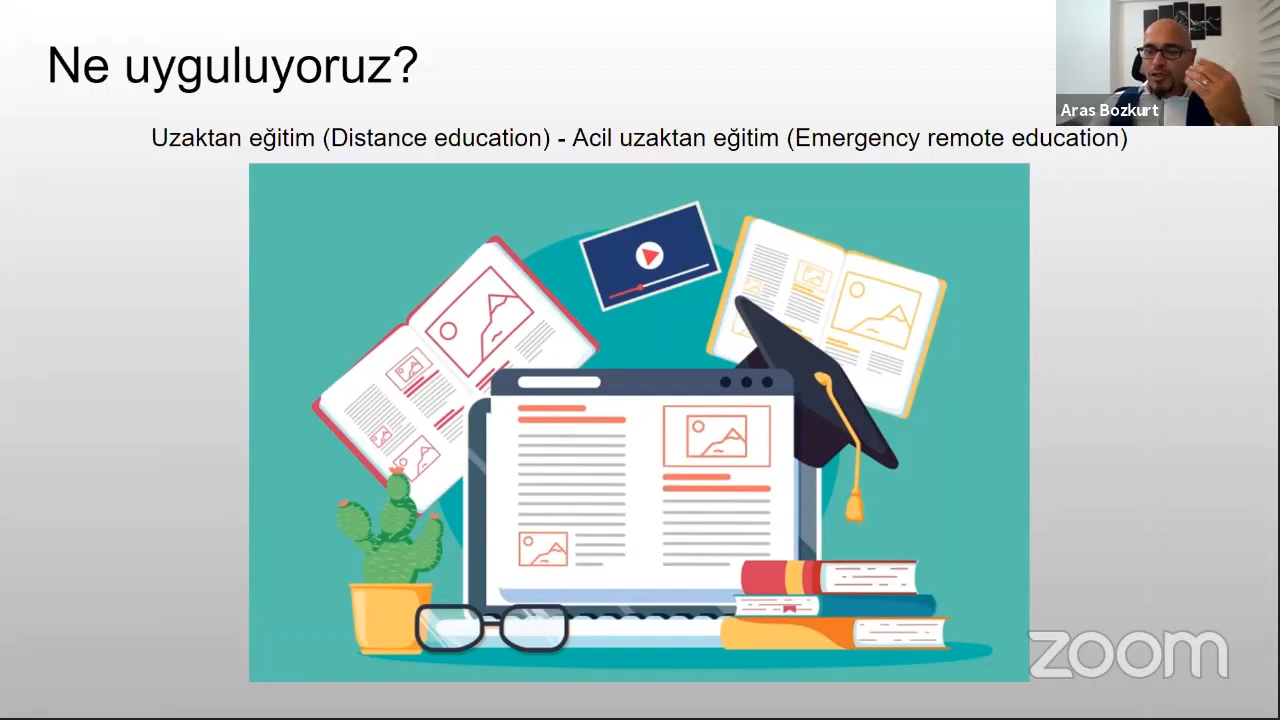 Ne uyguluyoruz?
Aras Bozkurt
Uzaktan eğitim (Distance education) - Acil uzaktan eğitim (Emergency remote education)
zoom